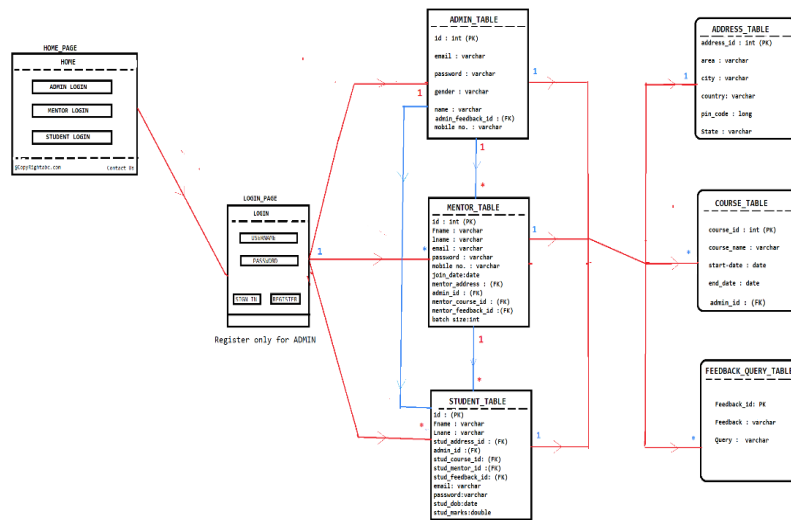 HOME_PAGE
HOME
ADMIN LOGIN
MENTOR LOGIN
STUDENT LOGIN
@CopyRightabc.com
Contact Us
LOGIN_PAGE
LOGIN
USERNAME
PASSWORD
SIGN IN
REGISTER
Register only for ADMIN
1
*
1
*
ADMIN_TABLE
id : int (PK)
email : varchar
password : varchar
gender : varchar
name : varchar
admin_feedback_id : (FK)
mobile no. : varchar
1
1
*
MENTOR_TABLE
id : int (PK)
Fname : varchar
lname : varchar
email : varchar
password : varchar
mobile no. : varchar
join_date:date
mentor_address : (FK)
admin_id : (FK)
mentor_course_id : (FK)
mentor_feedback_id :(FK)
batch size:int
1
1
*
STUDENT_TABLE
id : (PK)
Fname : varchar
Lname : varchar
stud_address_id : (FK)
admin_id :(FK)
stud_course_id: (FK)
stud_mentor_id :(FK)
stud_feedback_id: (FK)
email: varchar
password:varchar
stud_dob:date
stud_marks:double
1
1
ADDRESS_TABLE
address_id : int (PK)
area : varchar
city : varchar
country: varchar
pin_code : long
State : varchar
*
COURSE_TABLE
course_id : int (PK)
course_name : varchar
start-date : date
end_date : date
admin_id : (FK)
*
FEEDBACK_QUERY_TABLE
Feedback_id: PK
Feedback : varchar
Query : varchar